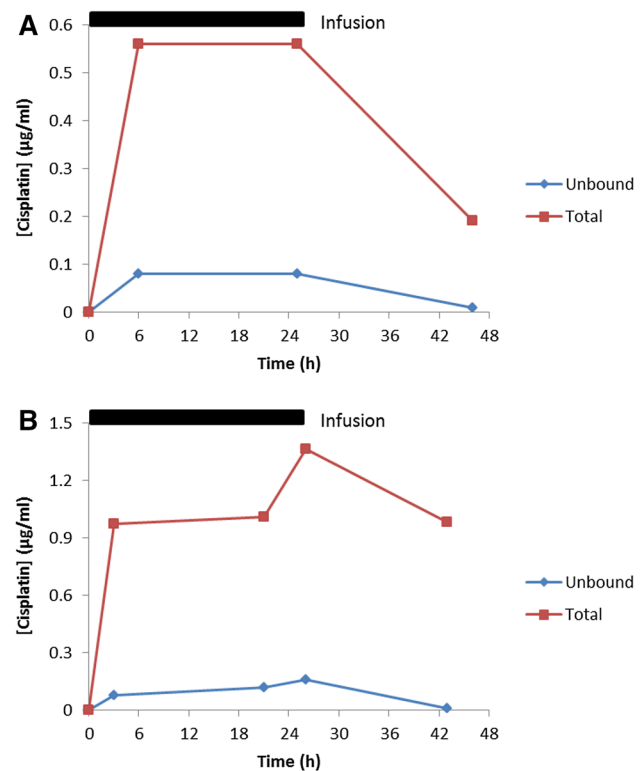 A
Infusion
[Cisplatin] (µg/ml)
0.6
0.5
0.4
0.3
0.2
0.1
0
0 6 12 18 24 30 36 42 48
Time (h)
Unbound
Total
B
Infusion
[Cisplatin] (µg/ml)
1.5
1.2
0.9
0.6
0.3
0
0 6 12 18 24 30 36 42 48
Time (h)
Unbound
Total